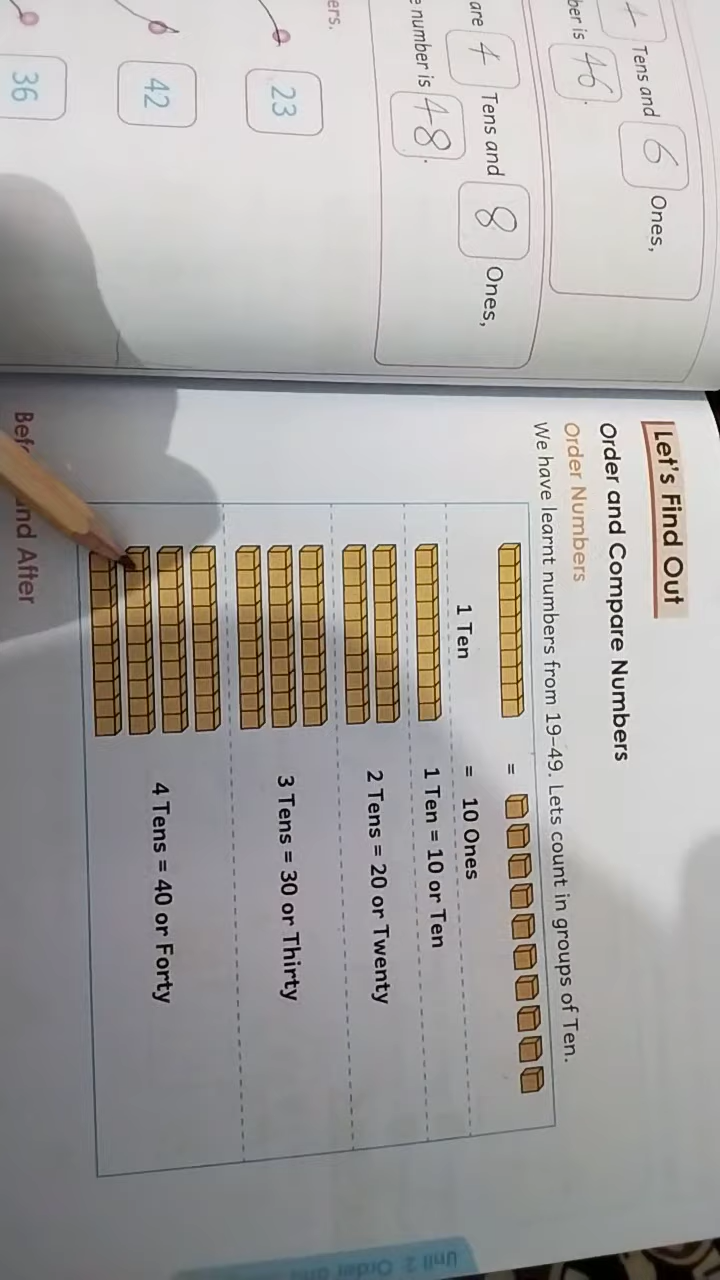 4 Tens and 6 Ones,
ber is 46.
are 4 Tens and 8 Ones,
e number is 48.
ers.
23
42
36
Let's Find Out
Order and Compare Numbers
Order Numbers
We have learnt numbers from 19–49. Lets count in groups of Ten.
=
1 Ten = 10 Ones
1 Ten = 10 or Ten
2 Tens = 20 or Twenty
3 Tens = 30 or Thirty
4 Tens = 40 or Forty
After
Unit 2 Order